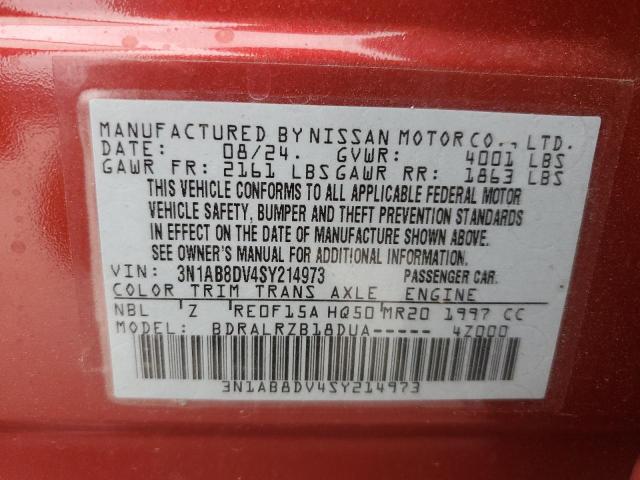 MANUFACTURED BY NISSAN MOTOR CO., LTD.
DATE: 08/24. GVWR: 4001 LBS
GAWR FR: 2161 LBS GAWR RR: 1863 LBS
THIS VEHICLE CONFORMS TO ALL APPLICABLE FEDERAL MOTOR
VEHICLE SAFETY, BUMPER AND THEFT PREVENTION STANDARDS
IN EFFECT ON THE DATE OF MANUFACTURE SHOWN ABOVE.
SEE OWNER'S MANUAL FOR ADDITIONAL INFORMATION.
VIN: 3N1AB8DV4SY214973 PASSENGER CAR.
COLOR TRIM TRANS AXLE ENGINE
NBL Z RE0F15A HQ50 MR20 1997 CC
MODEL: BDRALRZB18DUA----- 4Z000
3N1AB8DV4SY214973